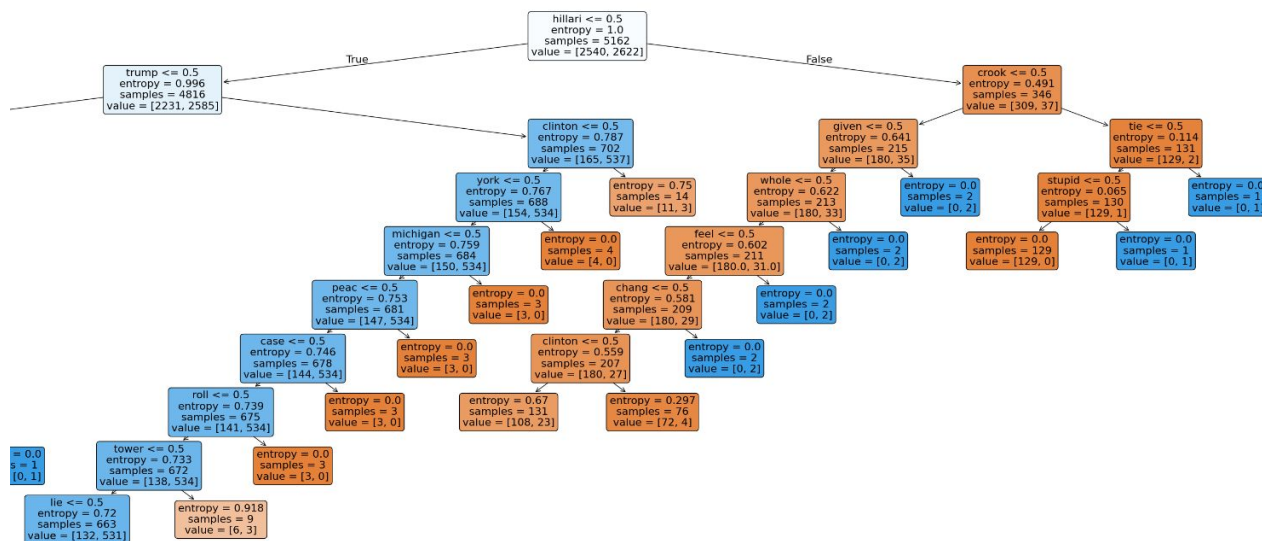 hillari <= 0.5
entropy = 1.0
samples = 5162
value = [2540, 2622]
True
False
trump <= 0.5
entropy = 0.996
samples = 4816
value = [2231, 2585]
crook <= 0.5
entropy = 0.491
samples = 346
value = [309, 37]
clinton <= 0.5
entropy = 0.787
samples = 702
value = [165, 537]
given <= 0.5
entropy = 0.641
samples = 215
value = [180, 35]
tie <= 0.5
entropy = 0.114
samples = 131
value = [129, 2]
york <= 0.5
entropy = 0.767
samples = 688
value = [154, 534]
entropy = 0.75
samples = 14
value = [11, 3]
whole <= 0.5
entropy = 0.622
samples = 213
value = [180, 33]
entropy = 0.0
samples = 2
value = [0, 2]
stupid <= 0.5
entropy = 0.065
samples = 130
value = [129, 1]
entropy = 0.0
samples = 1
value = [0, 1]
michigan <= 0.5
entropy = 0.759
samples = 684
value = [150, 534]
entropy = 0.0
samples = 4
value = [4, 0]
feel <= 0.5
entropy = 0.602
samples = 211
value = [180.0, 31.0]
entropy = 0.0
samples = 2
value = [0, 2]
entropy = 0.0
samples = 129
value = [129, 0]
entropy = 0.0
samples = 1
value = [0, 1]
peac <= 0.5
entropy = 0.753
samples = 681
value = [147, 534]
entropy = 0.0
samples = 3
value = [3, 0]
chang <= 0.5
entropy = 0.581
samples = 209
value = [180, 29]
entropy = 0.0
samples = 2
value = [0, 2]
case <= 0.5
entropy = 0.746
samples = 678
value = [144, 534]
entropy = 0.0
samples = 3
value = [3, 0]
clinton <= 0.5
entropy = 0.559
samples = 207
value = [180, 27]
entropy = 0.0
samples = 2
value = [0, 2]
roll <= 0.5
entropy = 0.739
samples = 675
value = [141, 534]
entropy = 0.0
samples = 3
value = [3, 0]
entropy = 0.67
samples = 131
value = [108, 23]
entropy = 0.297
samples = 76
value = [72, 4]
= 0.0
s = 1
[0, 1]
tower <= 0.5
entropy = 0.733
samples = 672
value = [138, 534]
entropy = 0.0
samples = 3
value = [3, 0]
lie <= 0.5
entropy = 0.72
samples = 663
value = [132, 531]
entropy = 0.918
samples = 9
value = [6, 3]